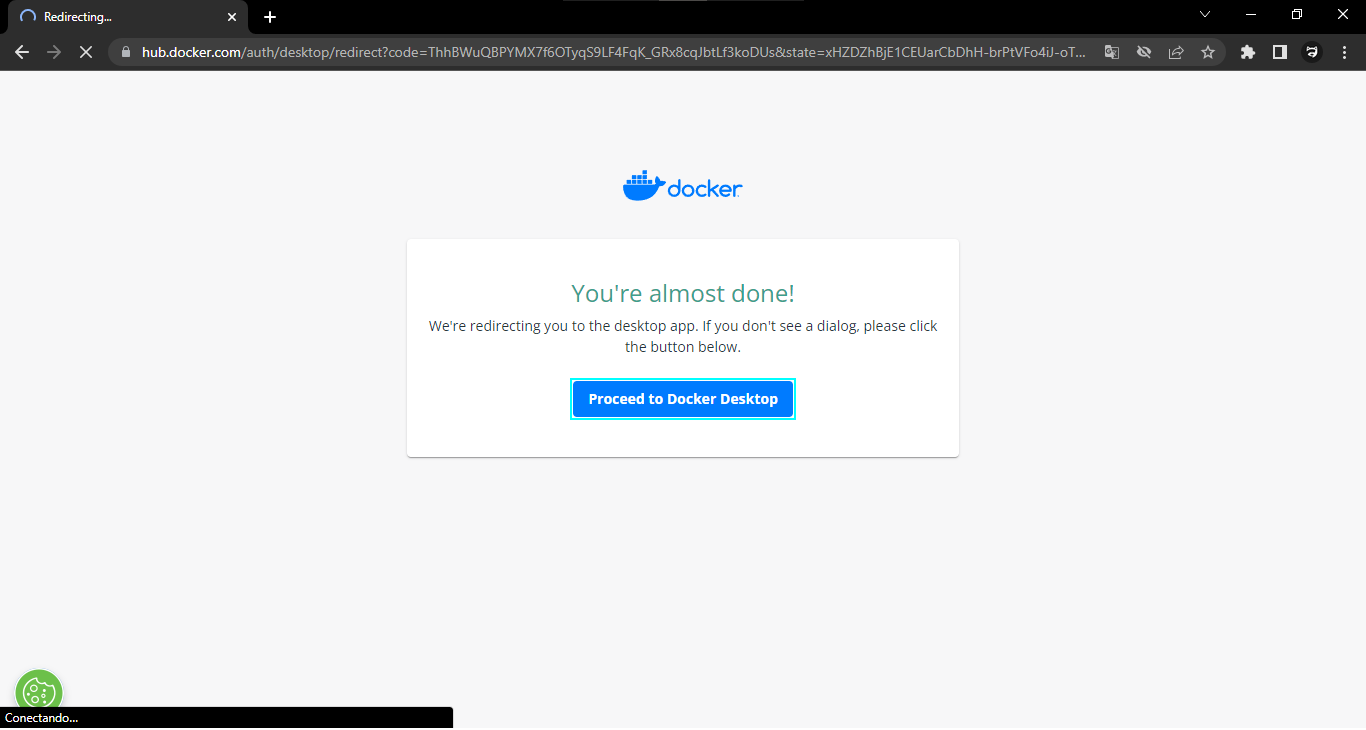 Redirecting...
hub.docker.com/auth/desktop/redirect?code=ThhBWuQBPYMX7f6OTyqS9LF4FqK_GRx8cqJbtLf3koDUs&state=xHZDZhBjE1CEUarCbDhH-brPtVFo4iJ-oT...
docker
You're almost done!
We're redirecting you to the desktop app. If you don't see a dialog, please click
the button below.
Proceed to Docker Desktop
Conectando...